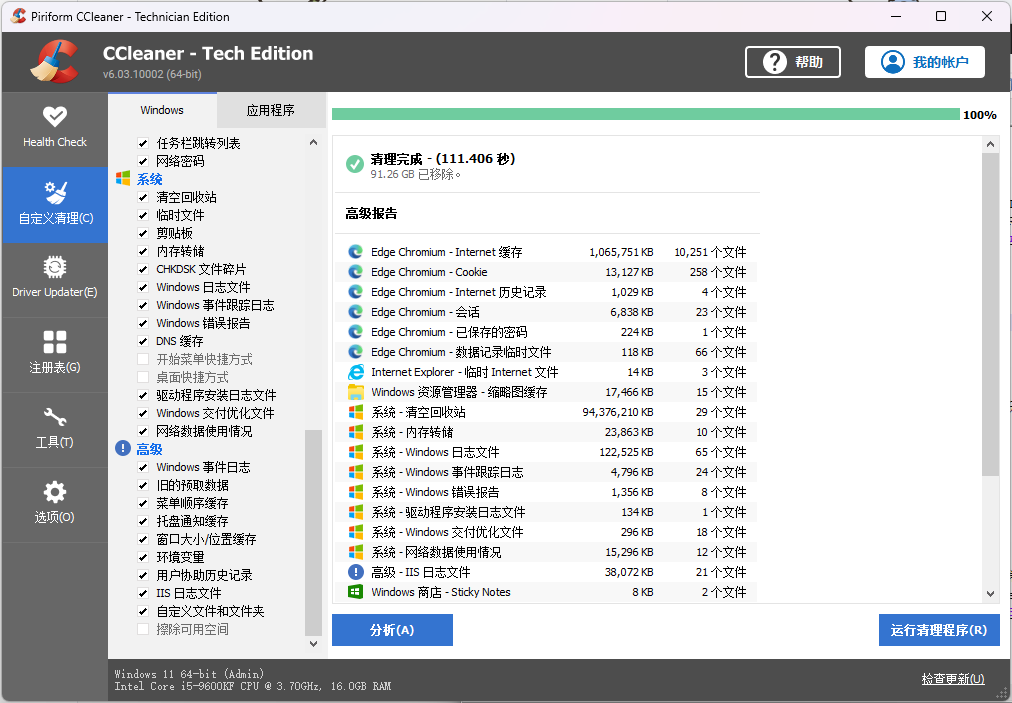 Piriform CCleaner - Technician Edition
CCleaner - Tech Edition
v6.03.10002 (64-bit)
帮助
我的帐户
Health Check
自定义清理(C)
Driver Updater(E)
注册表(G)
工具(T)
选项(O)
Windows
应用程序
任务栏跳转列表
网络密码
系统
清空回收站
临时文件
剪贴板
内存转储
CHKDSK 文件碎片
Windows 日志文件
Windows 事件跟踪日志
Windows 错误报告
DNS 缓存
开始菜单快捷方式
桌面快捷方式
驱动程序安装日志文件
Windows 交付优化文件
网络数据使用情况
高级
Windows 事件日志
旧的预取数据
菜单顺序缓存
托盘通知缓存
窗口大小/位置缓存
环境变量
用户协助历史记录
IIS 日志文件
自定义文件和文件夹
擦除可用空间
100%
清理完成 - (111.406 秒)
91.26 GB 已移除。
高级报告
Edge Chromium - Internet 缓存 1,065,751 KB 10,251 个文件
Edge Chromium - Cookie 13,127 KB 258 个文件
Edge Chromium - Internet 历史记录 1,029 KB 4 个文件
Edge Chromium - 会话 6,838 KB 23 个文件
Edge Chromium - 已保存的密码 224 KB 1 个文件
Edge Chromium - 数据记录临时文件 118 KB 66 个文件
Internet Explorer - 临时 Internet 文件 14 KB 3 个文件
Windows 资源管理器 - 缩略图缓存 17,466 KB 15 个文件
系统 - 清空回收站 94,376,210 KB 29 个文件
系统 - 内存转储 23,863 KB 10 个文件
系统 - Windows 日志文件 122,525 KB 65 个文件
系统 - Windows 事件跟踪日志 4,796 KB 24 个文件
系统 - Windows 错误报告 1,356 KB 8 个文件
系统 - 驱动程序安装日志文件 134 KB 1 个文件
系统 - Windows 交付优化文件 296 KB 18 个文件
系统 - 网络数据使用情况 15,296 KB 12 个文件
高级 - IIS 日志文件 38,072 KB 21 个文件
Windows 商店 - Sticky Notes 8 KB 2 个文件
分析(A)
运行清理程序(R)
Windows 11 64-bit (Admin)
Intel Core i5-9600KF CPU @ 3.70GHz, 16.0GB RAM
检查更新(U)